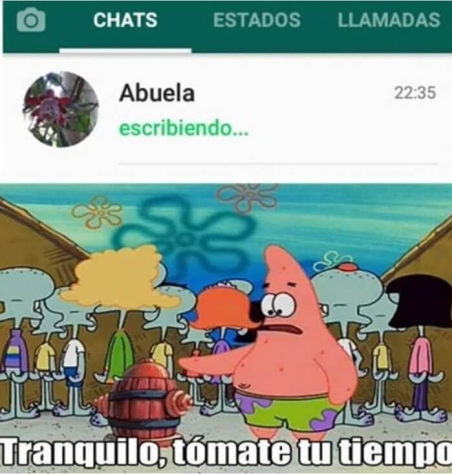 CHATS ESTADOS LLAMADAS
Abuela 22:35
escribiendo...
Tranquilo, tómate tu tiempo